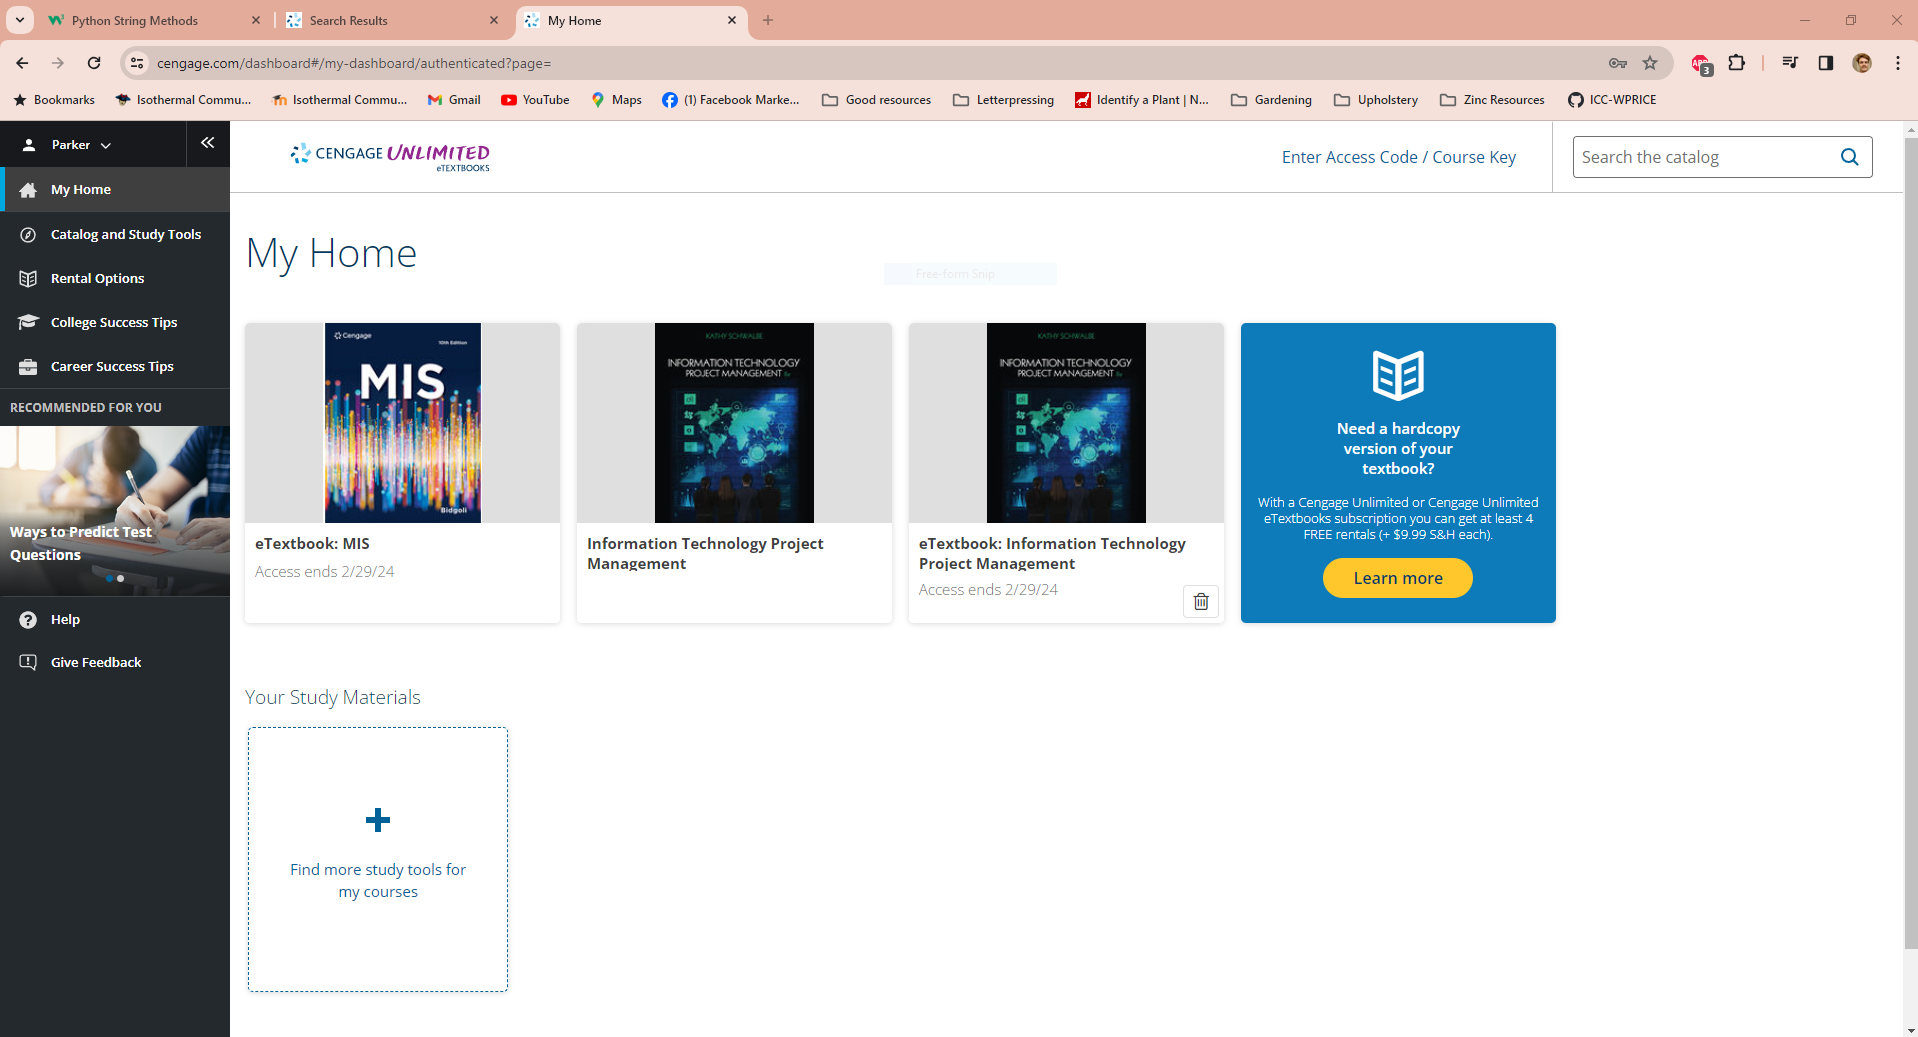 Python String Methods
Search Results
My Home
cengage.com/dashboard#/my-dashboard/authenticated?page=
ABP
3
Bookmarks
Isothermal Commu...
Isothermal Commu...
Gmail
YouTube
Maps
(1) Facebook Marke...
Good resources
Letterpressing
Identify a Plant | N...
Gardening
Upholstery
Zinc Resources
ICC-WPRICE
Parker
My Home
Catalog and Study Tools
Rental Options
College Success Tips
Career Success Tips
RECOMMENDED FOR YOU
Ways to Predict Test
Questions
Help
Give Feedback
CENGAGE UNLIMITED
eTEXTBOOKS
Enter Access Code / Course Key
Search the catalog
My Home
Free-form Snip
Cengage
10th Edition
MIS
Bidgoli
eTextbook: MIS
Access ends 2/29/24
KATHY SCHWALBE
INFORMATION TECHNOLOGY
PROJECT MANAGEMENT
Information Technology Project
Management
KATHY SCHWALBE
INFORMATION TECHNOLOGY
PROJECT MANAGEMENT
eTextbook: Information Technology
Project Management
Access ends 2/29/24
Need a hardcopy
version of your
textbook?
With a Cengage Unlimited or Cengage Unlimited
eTextbooks subscription you can get at least 4
FREE rentals (+ $9.99 S&H each).
Learn more
Your Study Materials
Find more study tools for
my courses